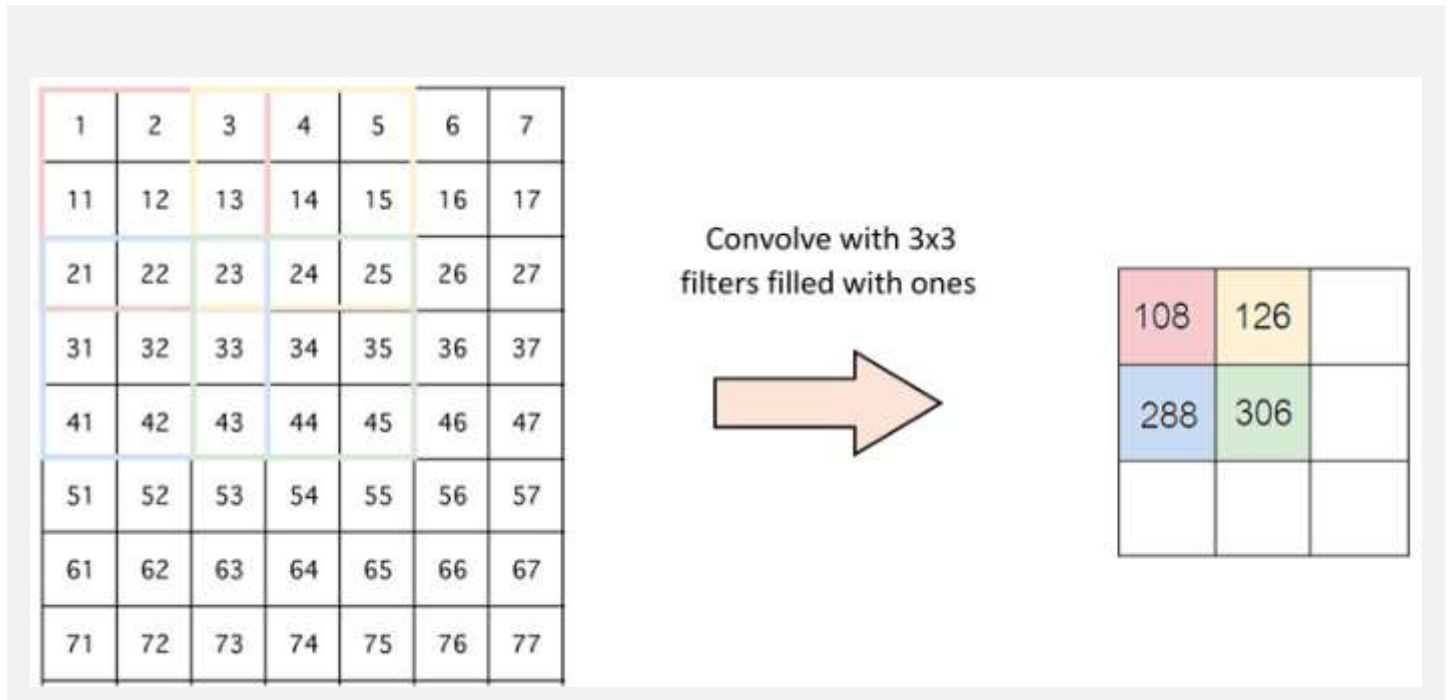 1 2 3 4 5 6 7
11 12 13 14 15 16 17
21 22 23 24 25 26 27
31 32 33 34 35 36 37
41 42 43 44 45 46 47
51 52 53 54 55 56 57
61 62 63 64 65 66 67
71 72 73 74 75 76 77
Convolve with 3x3
filters filled with ones
108 126
288 306